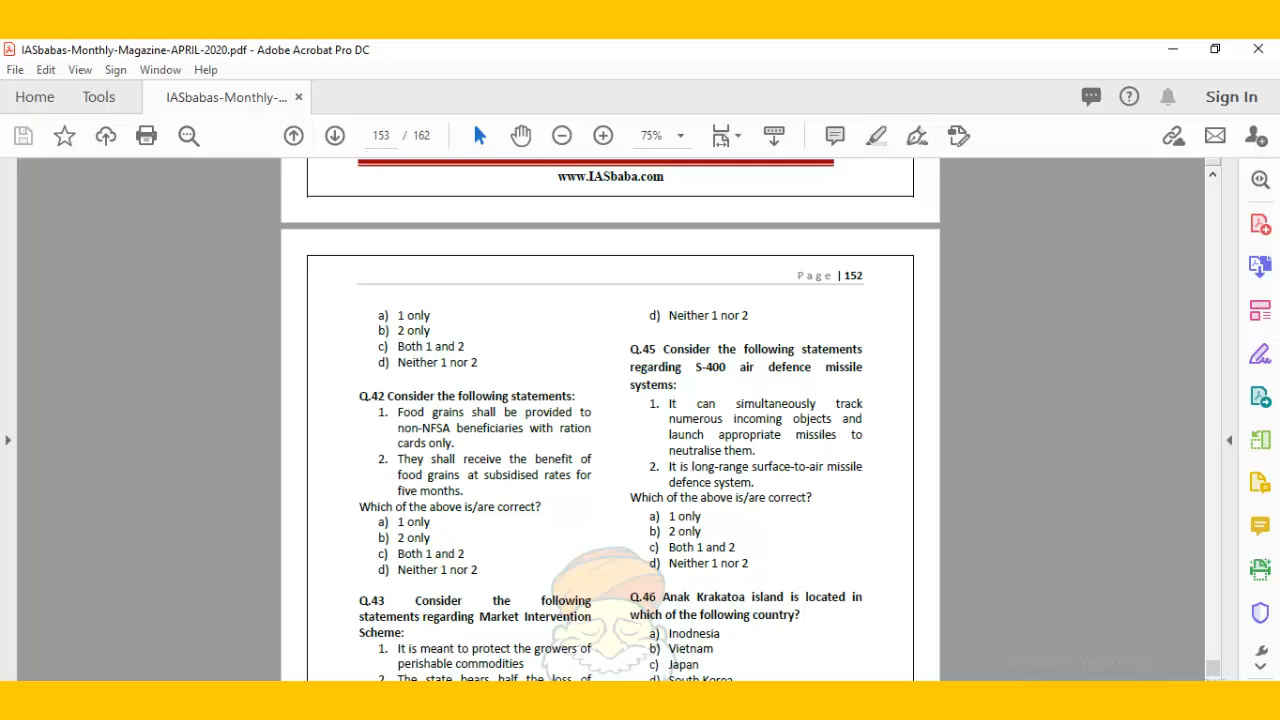 IASbabas-Monthly-Magazine-APRIL-2020.pdf - Adobe Acrobat Pro DC
File Edit View Sign Window Help
Home Tools IASbabas-Monthly-... ×
Sign In
153 / 162
75%
www.IASbaba.com
Page | 152
a) 1 only
b) 2 only
c) Both 1 and 2
d) Neither 1 nor 2
Q.42 Consider the following statements:
1. Food grains shall be provided to
non-NFSA beneficiaries with ration
cards only.
2. They shall receive the benefit of
food grains at subsidised rates for
five months.
Which of the above is/are correct?
a) 1 only
b) 2 only
c) Both 1 and 2
d) Neither 1 nor 2
Q.43 Consider the following
statements regarding Market Intervention
Scheme:
1. It is meant to protect the growers of
perishable commodities
2. The state bears half the loss of
d) Neither 1 nor 2
Q.45 Consider the following statements
regarding S-400 air defence missile
systems:
1. It can simultaneously track
numerous incoming objects and
launch appropriate missiles to
neutralise them.
2. It is long-range surface-to-air missile
defence system.
Which of the above is/are correct?
a) 1 only
b) 2 only
c) Both 1 and 2
d) Neither 1 nor 2
Q.46 Anak Krakatoa island is located in
which of the following country?
a) Inodnesia
b) Vietnam
c) Japan
d) South Korea